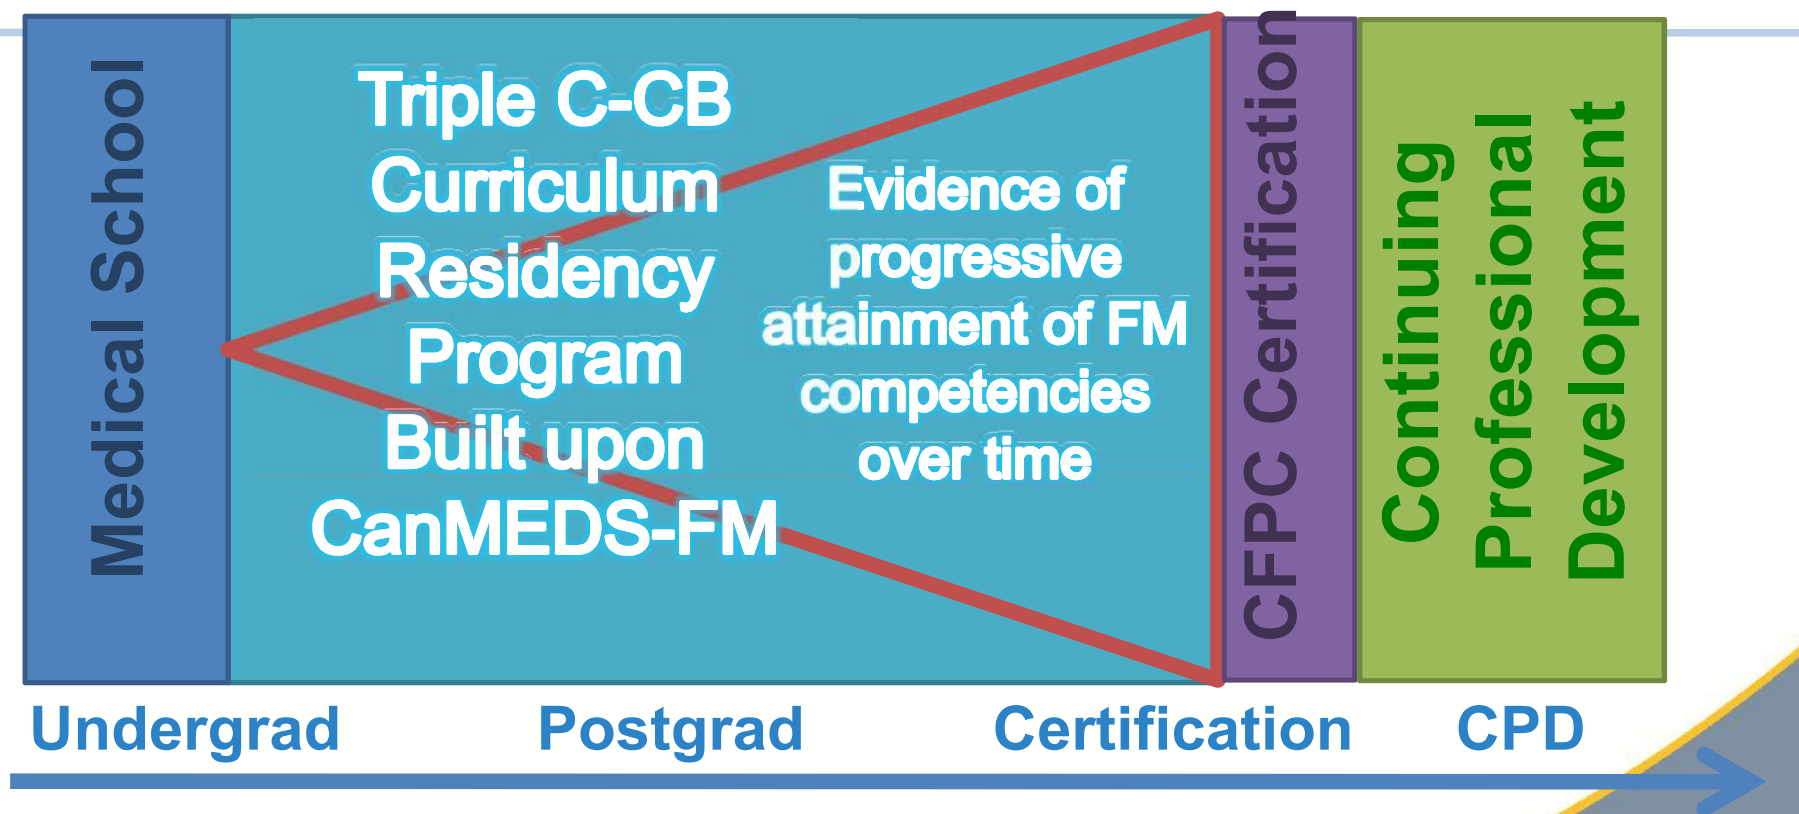 Medical School
Triple C-CB
Curriculum
Residency
Program
Built upon
CanMEDS-FM
Evidence of
progressive
attainment of FM
competencies
over time
CFPC Certification
Continuing
Professional
Development
Undergrad
Postgrad
Certification
CPD